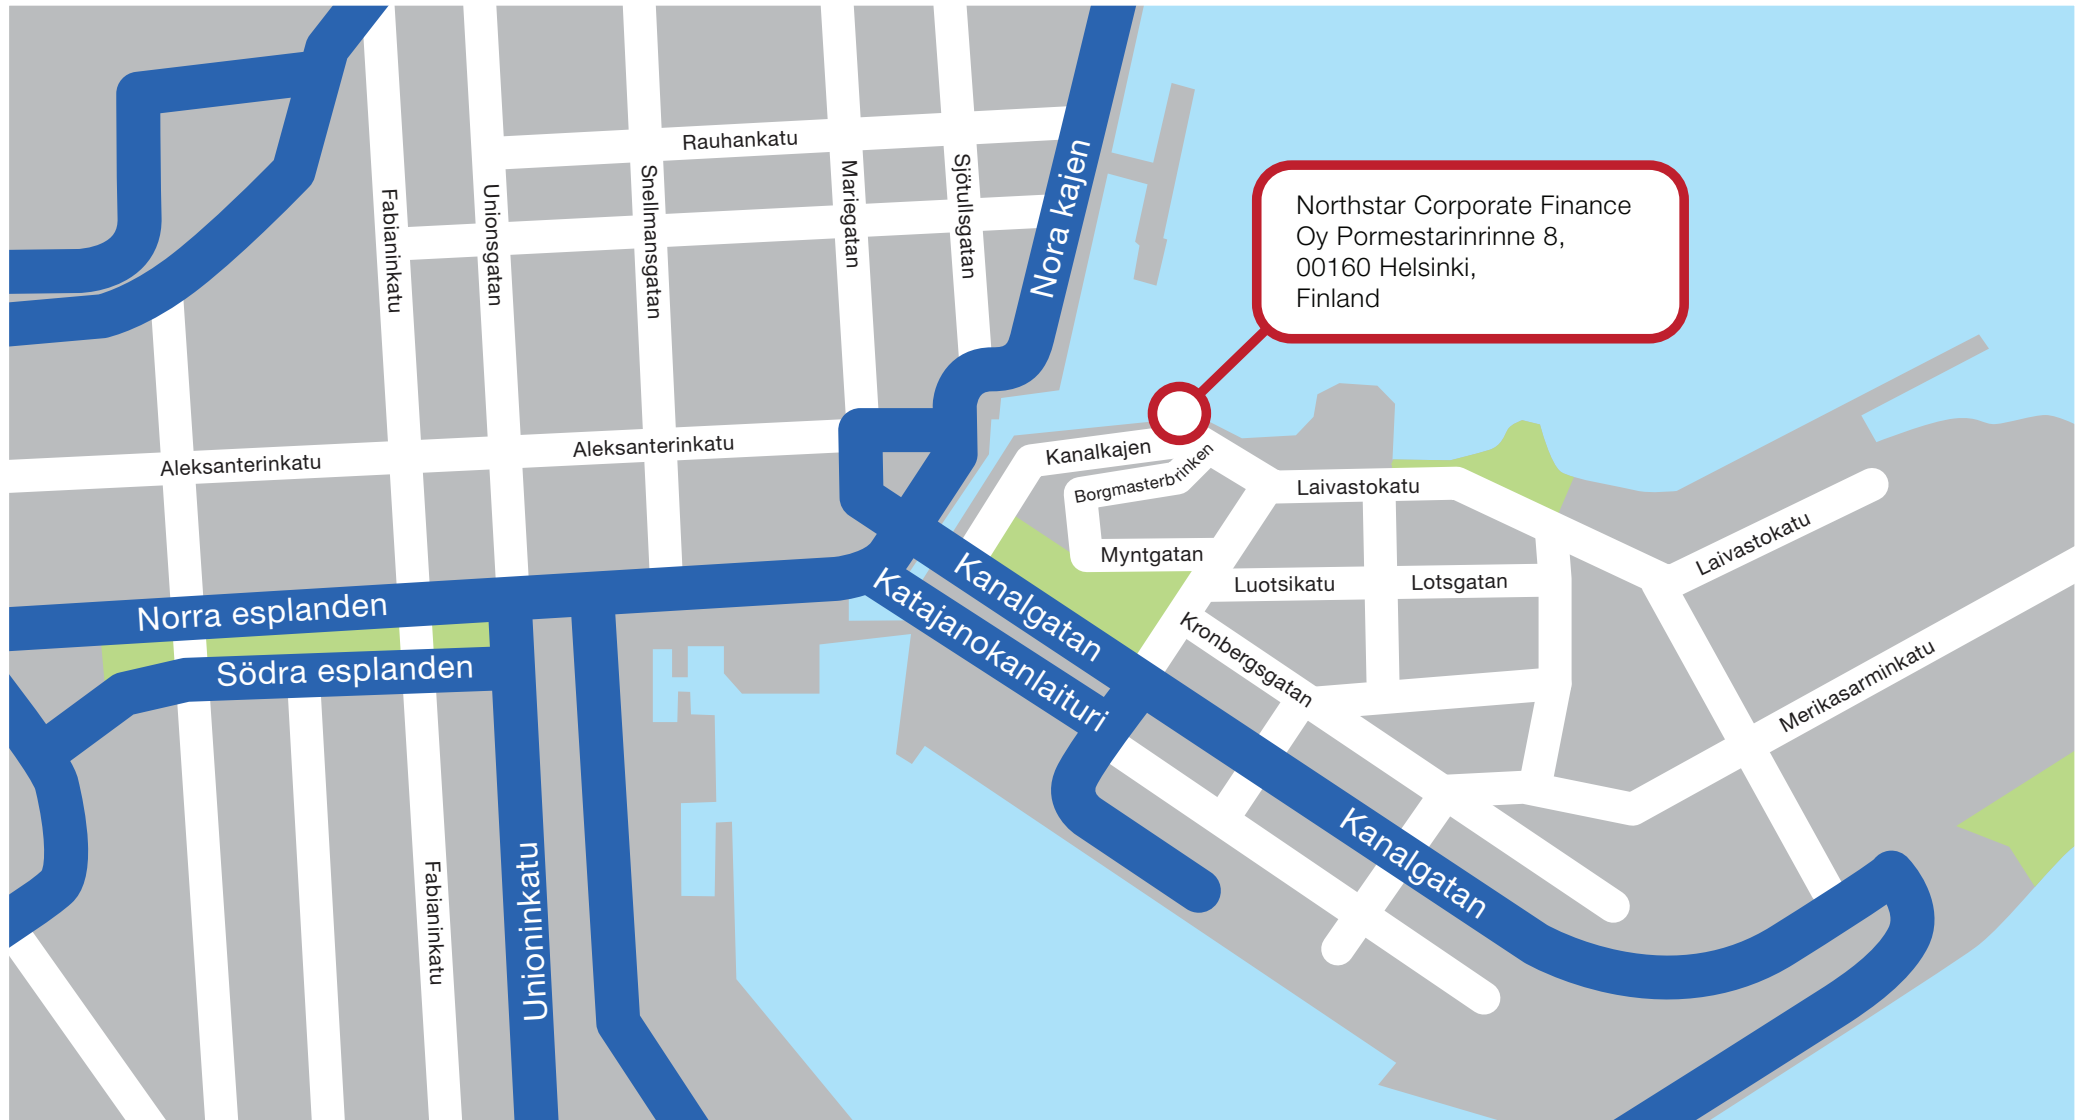 Rauhankatu
Fabianinkatu
Unionsgatan
Snellmansgatan
Mariegatan
Sjötullsgatan
Nora kajen
Northstar Corporate Finance
Oy Pormestarinrinne 8,
00160 Helsinki,
Finland
Aleksanterinkatu
Aleksanterinkatu
Kanalkajen
Borgmasterbrinken
Laivastokatu
Laivastokatu
Myntgatan
Luotsikatu
Lotsgatan
Norra esplanden
Södra esplanden
Kanalgatan
Katajanokanlaituri
Kronbergsgatan
Merikasarminkatu
Kanalgatan
Fabianinkatu
Unioninkatu